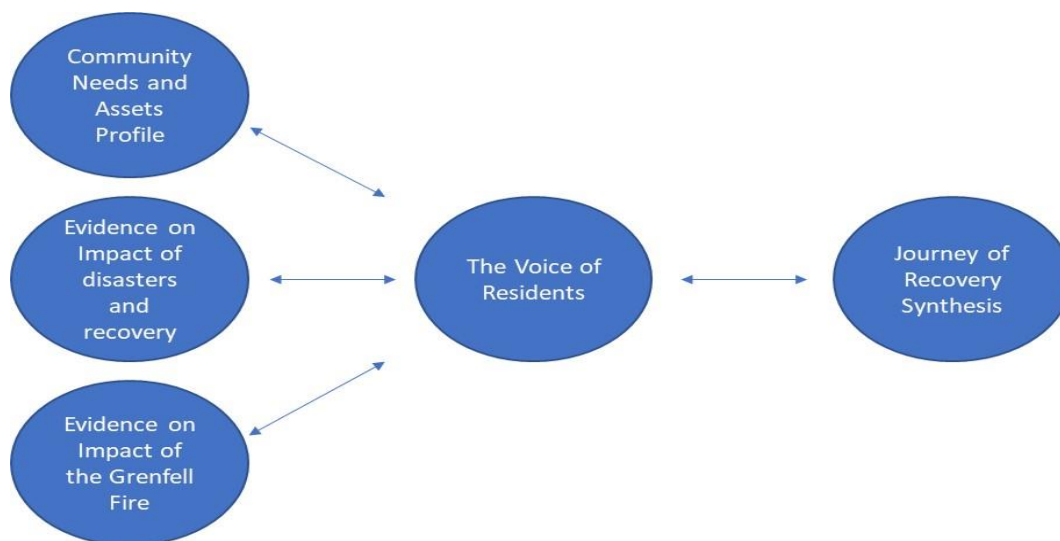 Community
Needs and
Assets
Profile
Evidence on
Impact of
disasters
and
recovery
Evidence on
Impact of
the Grenfell
Fire
The Voice of
Residents
Journey of
Recovery
Synthesis